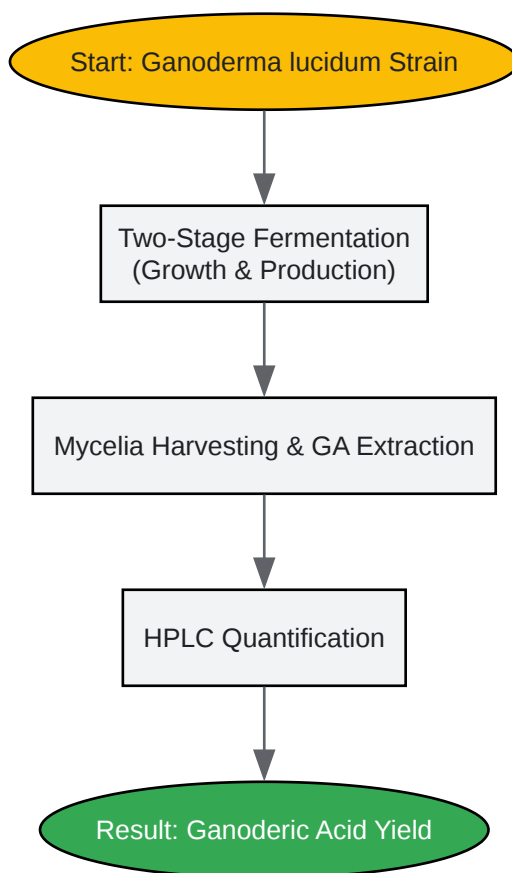 Start: Ganoderma lucidum Strain
Two-Stage Fermentation
(Growth & Production)
Mycelia Harvesting & GA Extraction
HPLC Quantification
Result: Ganoderic Acid Yield